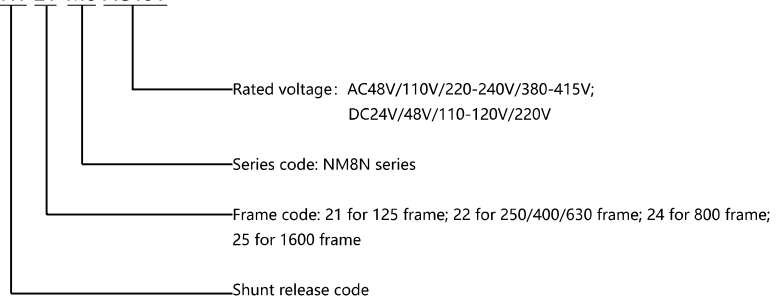 Rated voltage: AC48V/110V/220-240V/380-415V;
DC24V/48V/110-120V/220V
Series code: NM8N series
Frame code: 21 for 125 frame; 22 for 250/400/630 frame; 24 for 800 frame;
25 for 1600 frame
Shunt release code